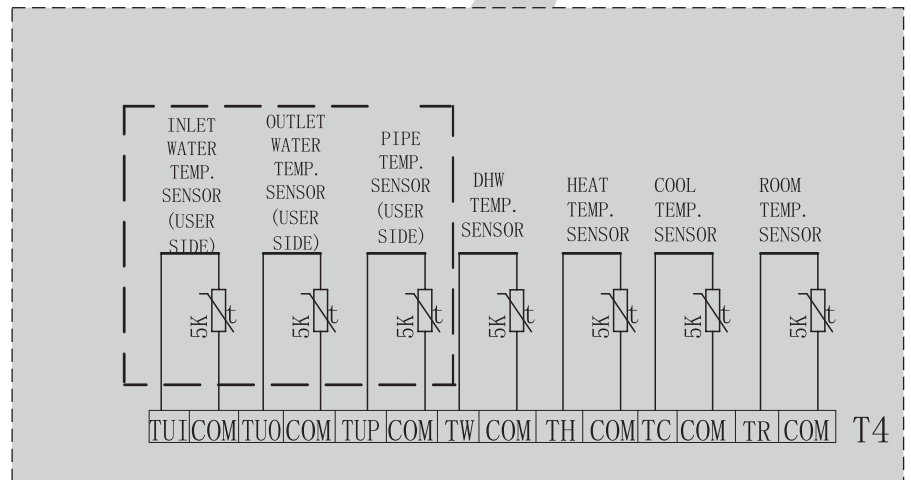 INLET
WATER
TEMP.
SENSOR
(USER
SIDE)
OUTLET
WATER
TEMP.
SENSOR
(USER
SIDE)
PIPE
TEMP.
SENSOR
(USER
SIDE)
DHW
TEMP.
SENSOR
HEAT
TEMP.
SENSOR
COOL
TEMP.
SENSOR
ROOM
TEMP.
SENSOR
5K t
5K t
5K t
5K t
5K t
5K t
5K t
TUI COM TUO COM TUP COM TW COM TH COM TC COM TR COM T4